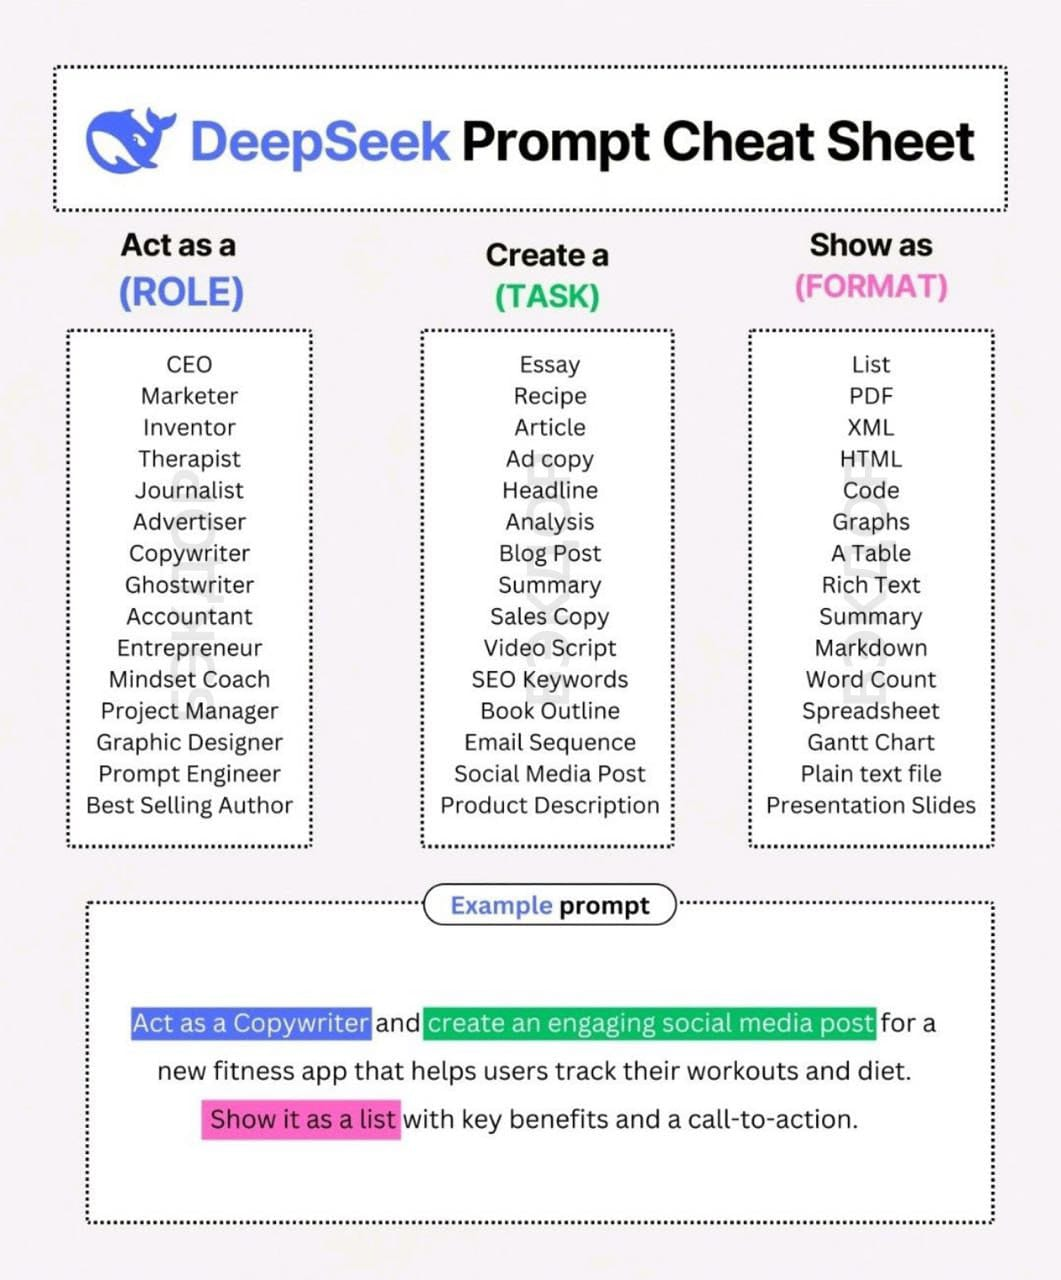 DeepSeek Prompt Cheat Sheet
Act as a
(ROLE)
CEO
Marketer
Inventor
Therapist
Journalist
Advertiser
Copywriter
Ghostwriter
Accountant
Entrepreneur
Mindset Coach
Project Manager
Graphic Designer
Prompt Engineer
Best Selling Author
Create a
(TASK)
Essay
Recipe
Article
Ad copy
Headline
Analysis
Blog Post
Summary
Sales Copy
Video Script
SEO Keywords
Book Outline
Email Sequence
Social Media Post
Product Description
Show as
(FORMAT)
List
PDF
XML
HTML
Code
Graphs
A Table
Rich Text
Summary
Markdown
Word Count
Spreadsheet
Gantt Chart
Plain text file
Presentation Slides
Example prompt
Act as a Copywriter and create an engaging social media post for a
new fitness app that helps users track their workouts and diet.
Show it as a list with key benefits and a call-to-action.